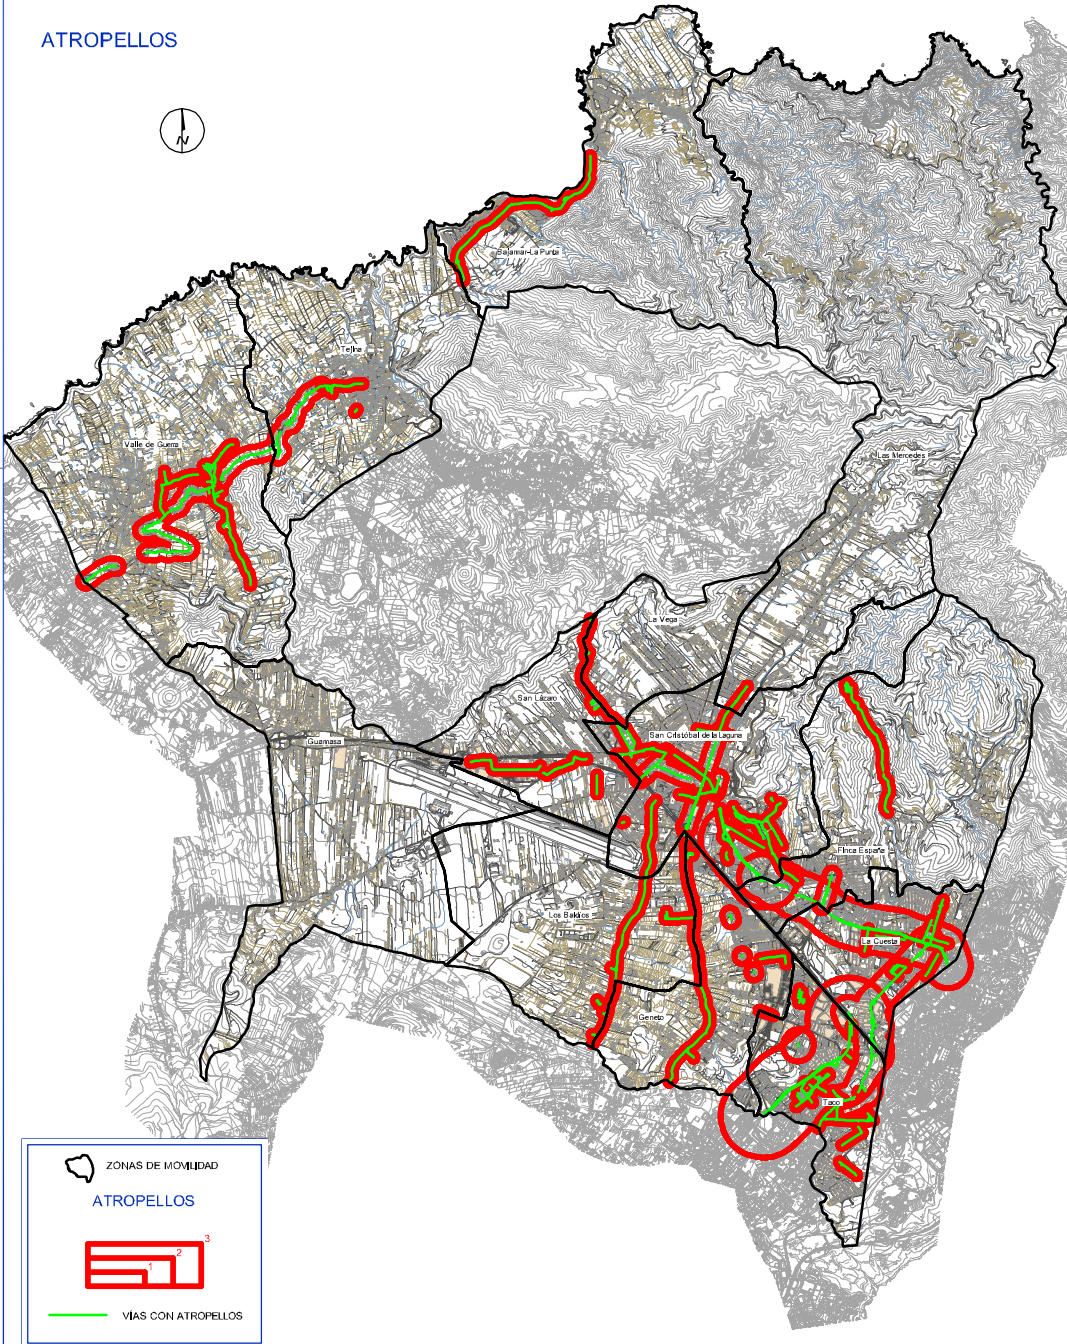 ATROPELLOS
N
Bajamar-La Punta
Tejina
Valle de Guerra
Las Mercedes
La Vega
San Lázaro
San Cristóbal de la Laguna
Guamasa
Finca España
Los Baldíos
La Cuesta
Geneto
Taco
ZONAS DE MOVILIDAD
ATROPELLOS
3
2
1
VÍAS CON ATROPELLOS